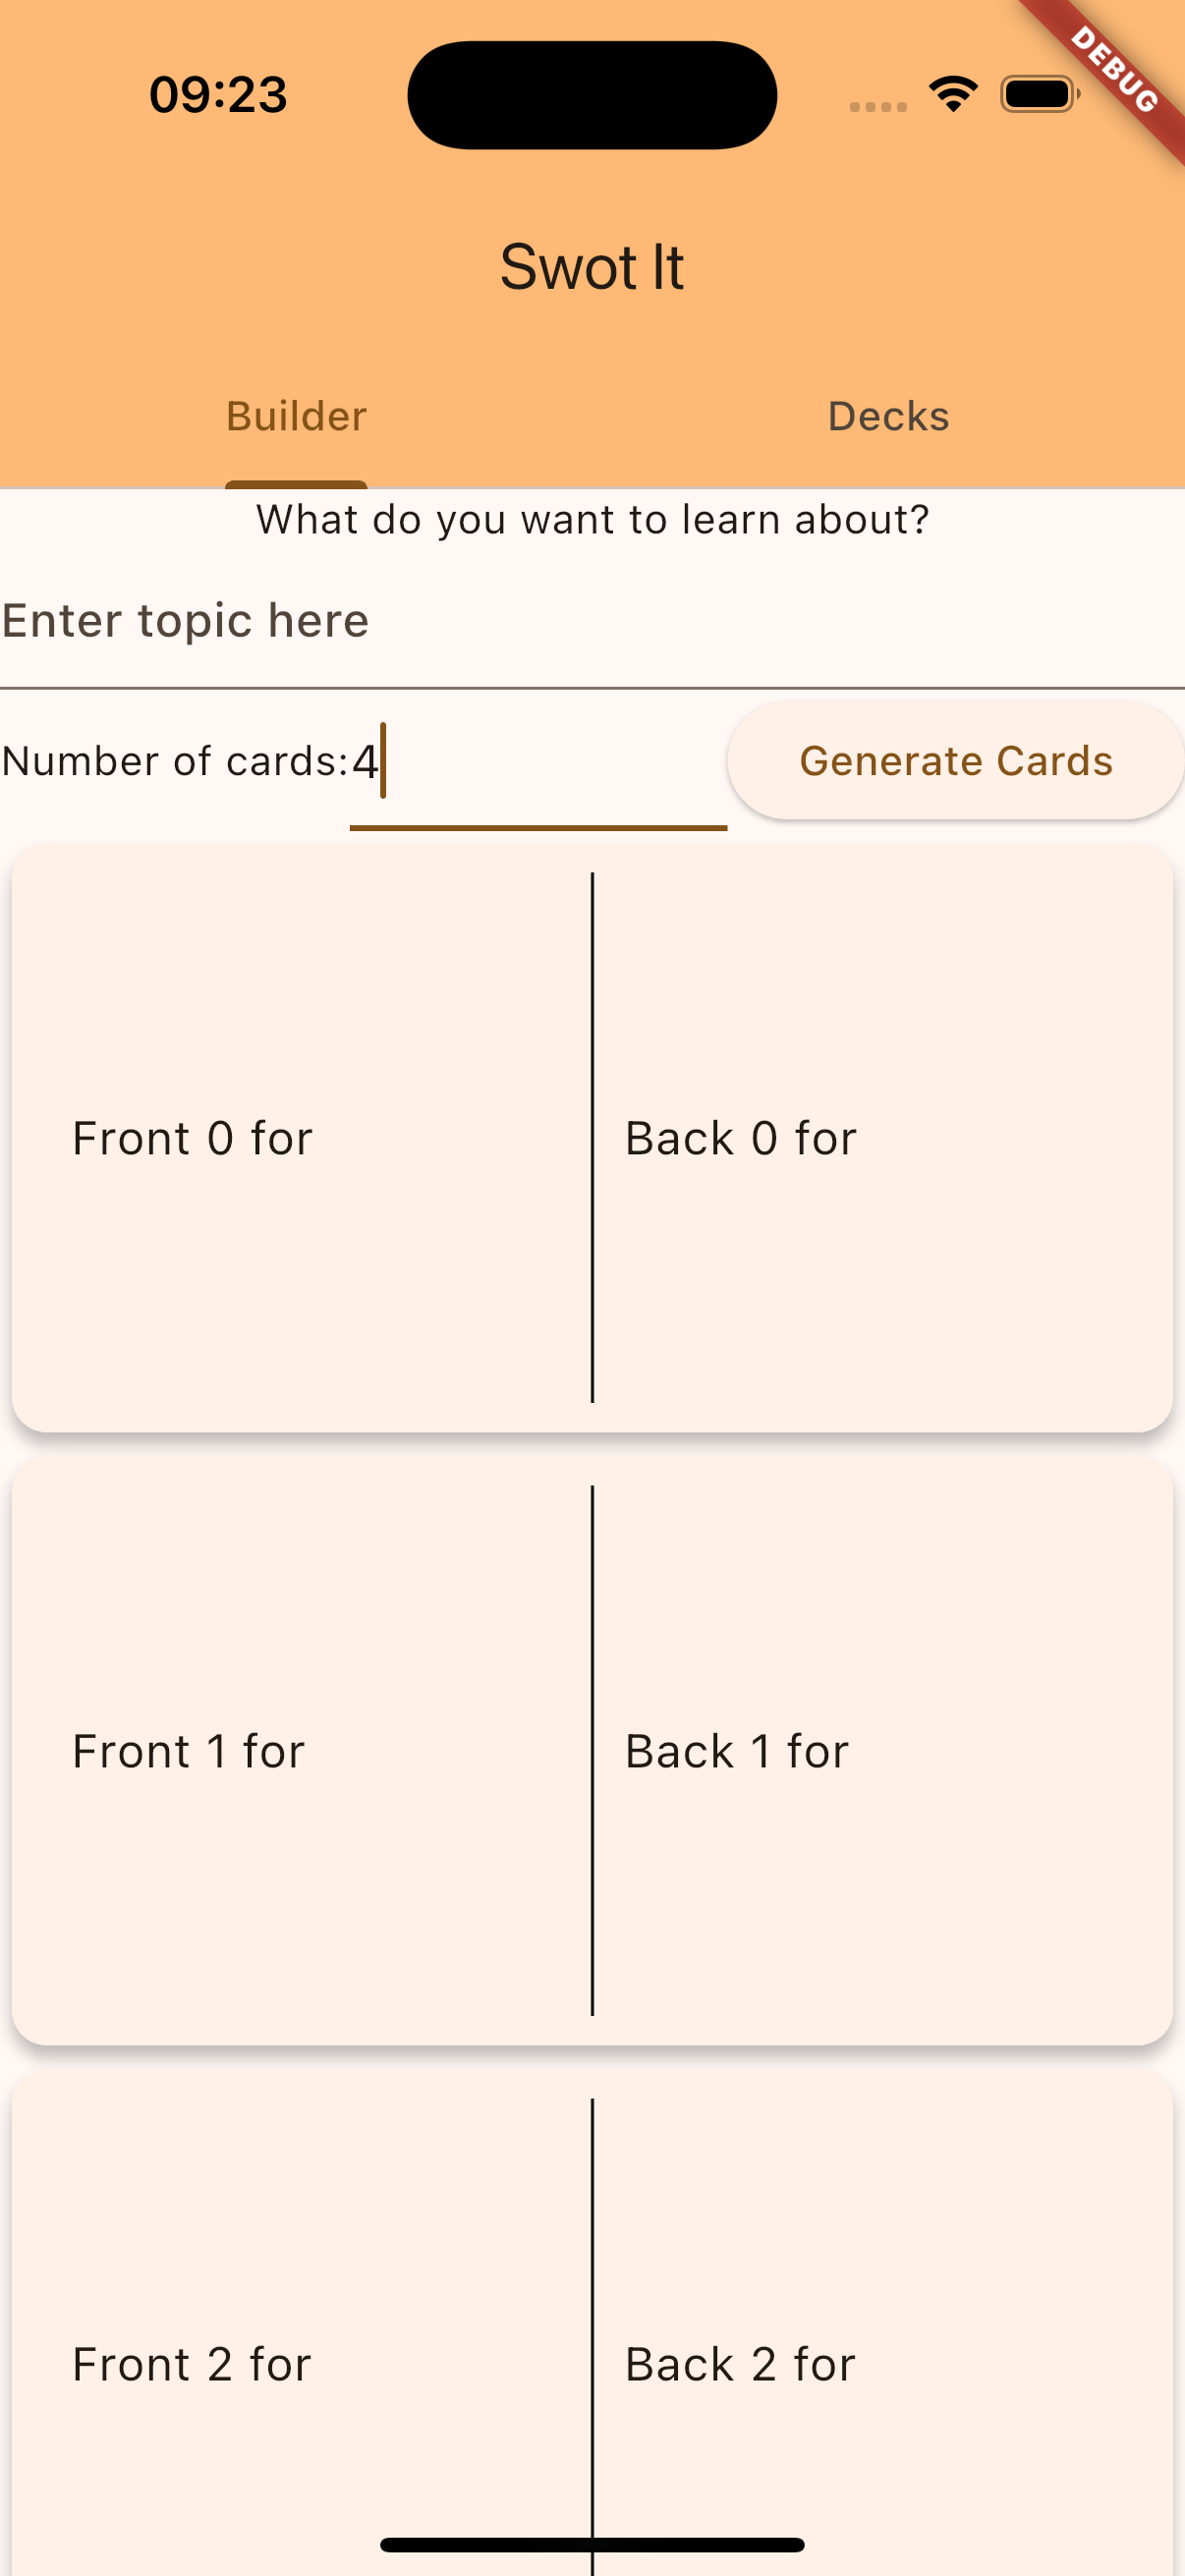 09:23
DEBUG
Swot It
Builder Decks
What do you want to learn about?
Enter topic here
Number of cards:4 Generate Cards
Front 0 for Back 0 for
Front 1 for Back 1 for
Front 2 for Back 2 for